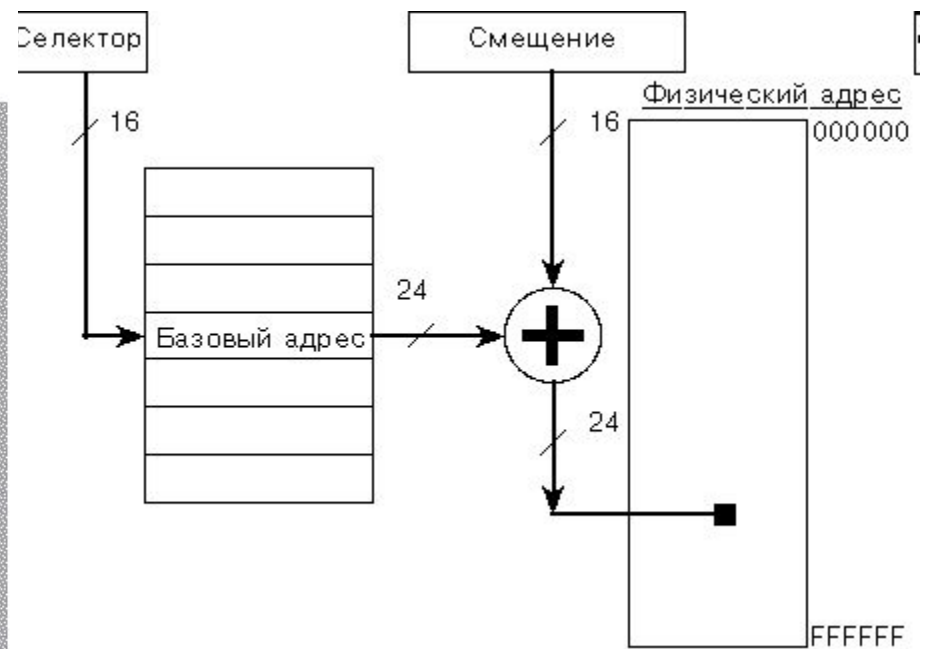 Селектор
Смещение
Физический адрес
16
16
000000
24
Базовый адрес
24
FFFFFF